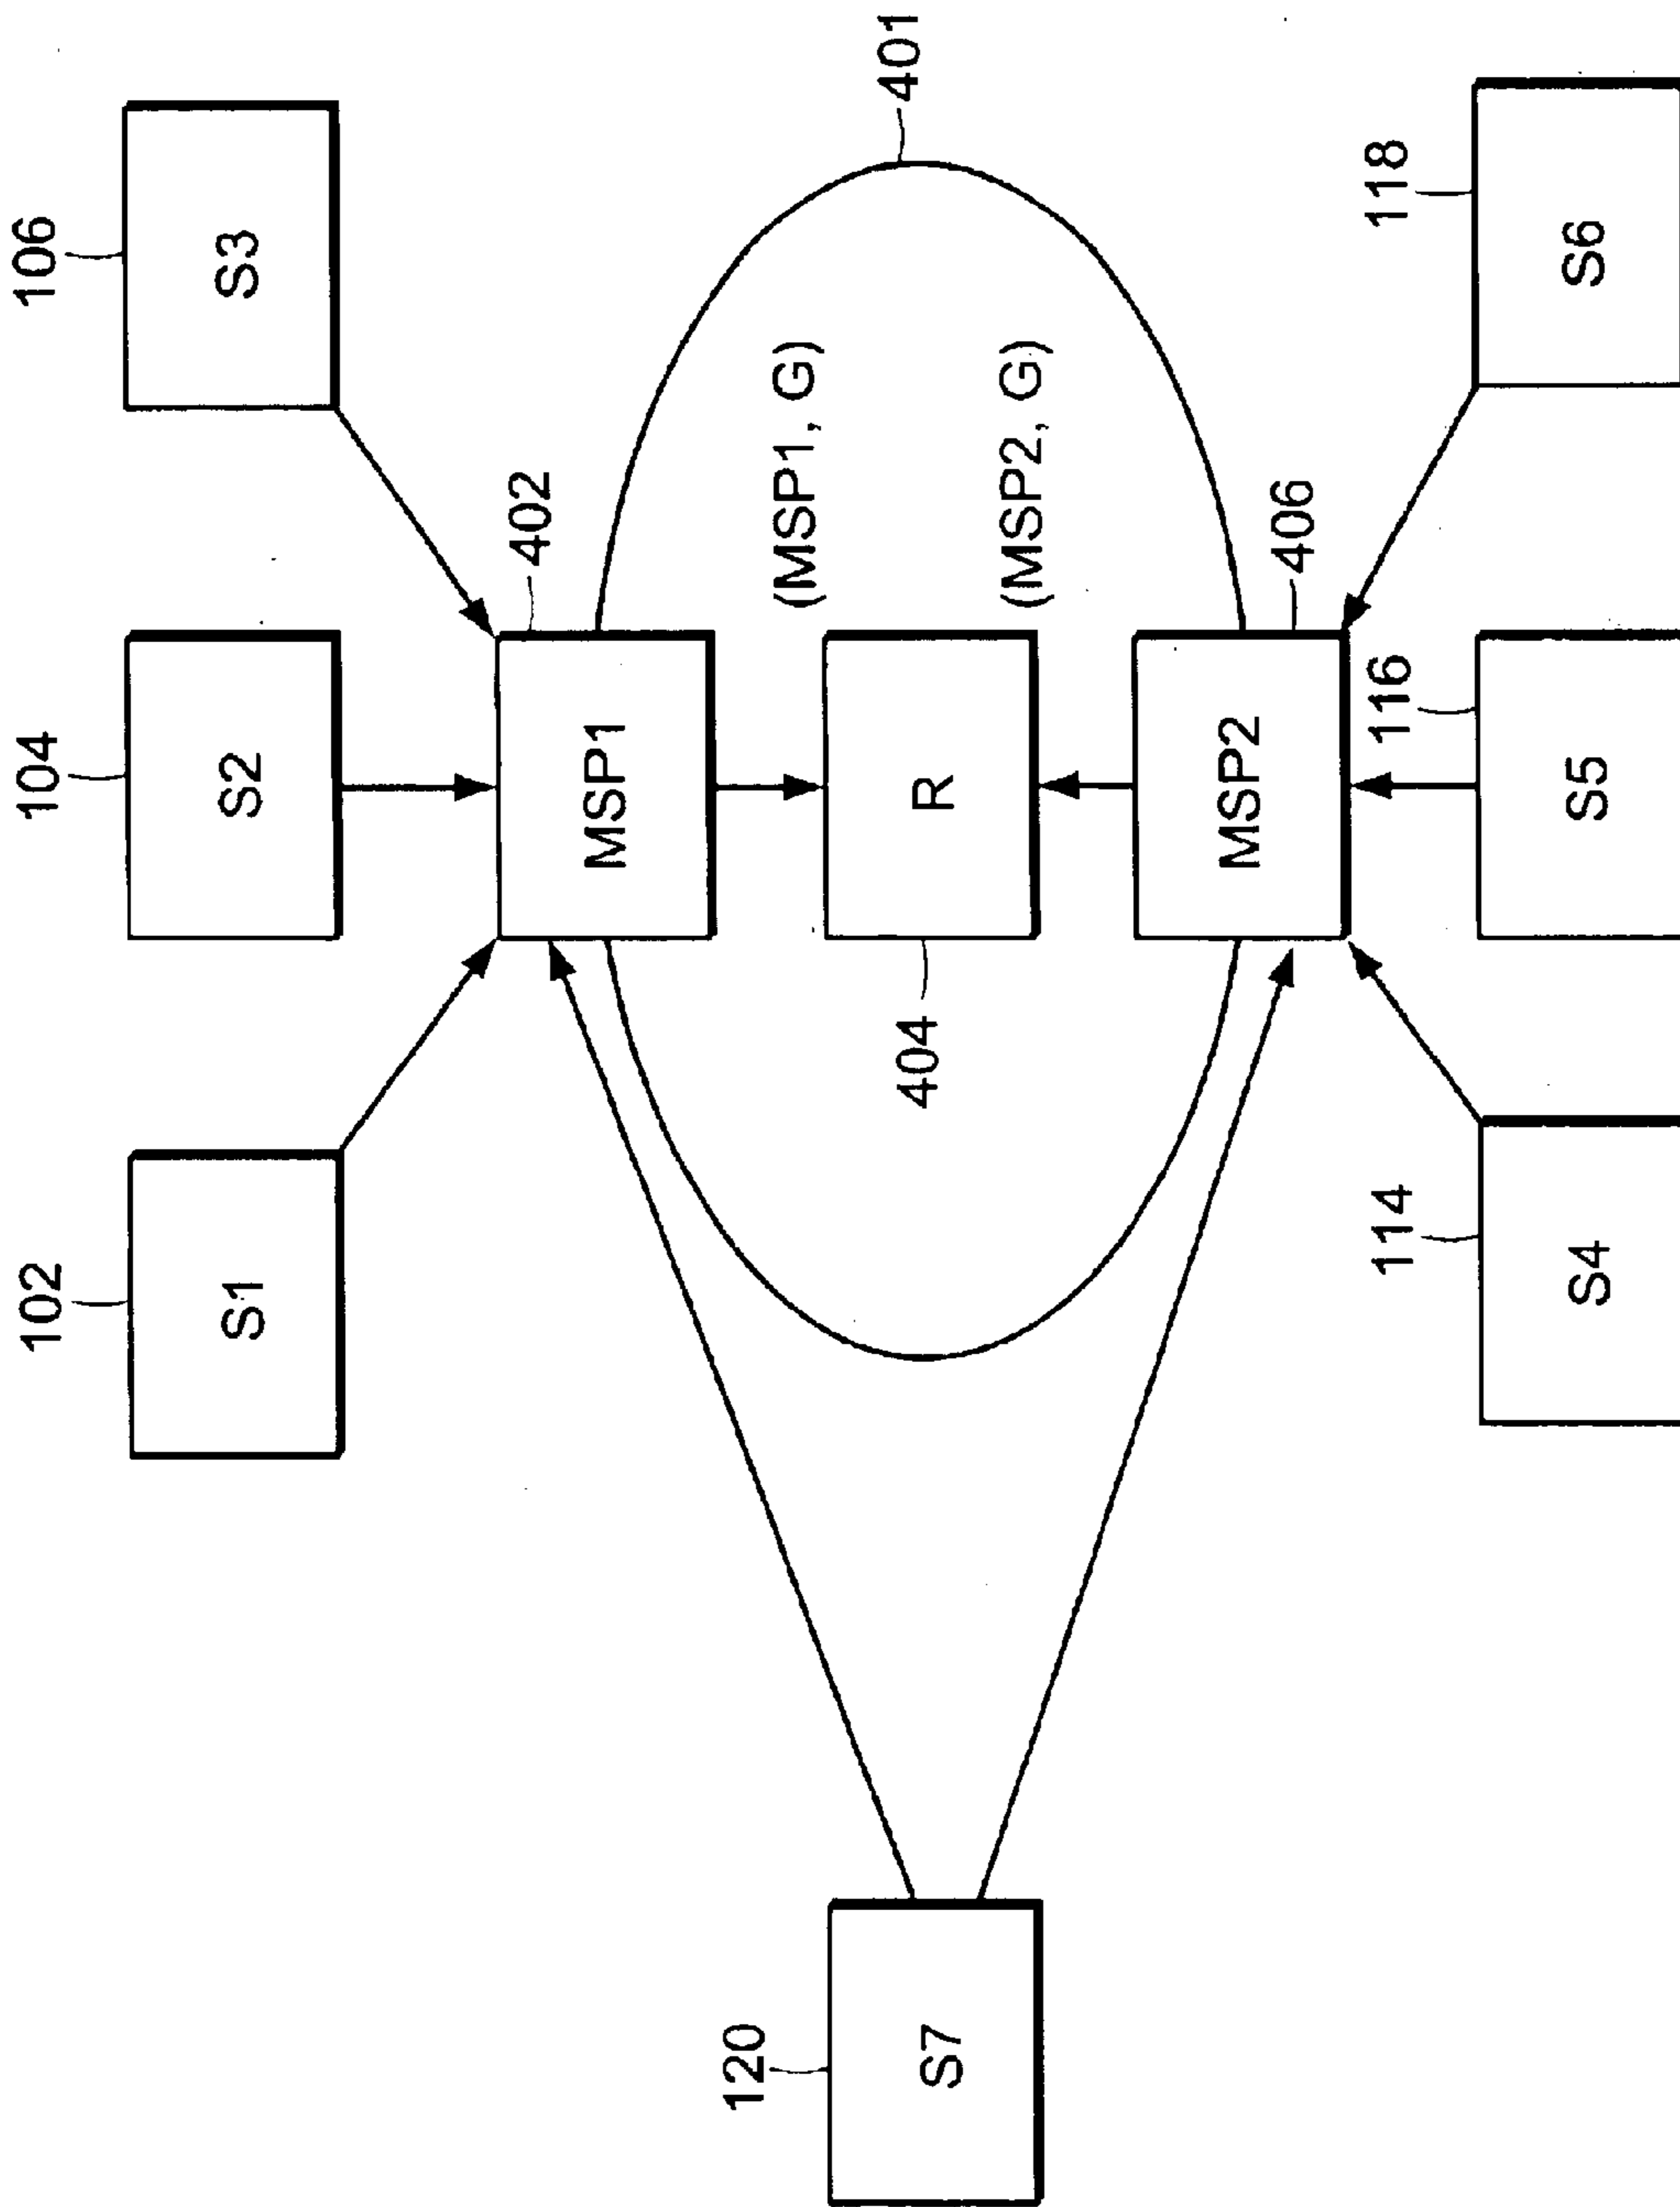 102
104
106
S1
S2
S3
402
MSP1
(MSP1, G)
401
120
S7
404
R
(MSP2, G)
406
MSP2
114
116
118
S4
S5
S6